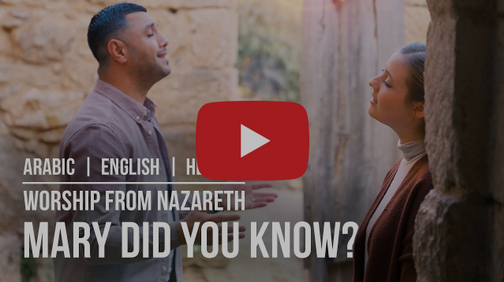 ARABIC | ENGLISH |
WORSHIP FROM NAZARETH
MARY DID YOU KNOW?